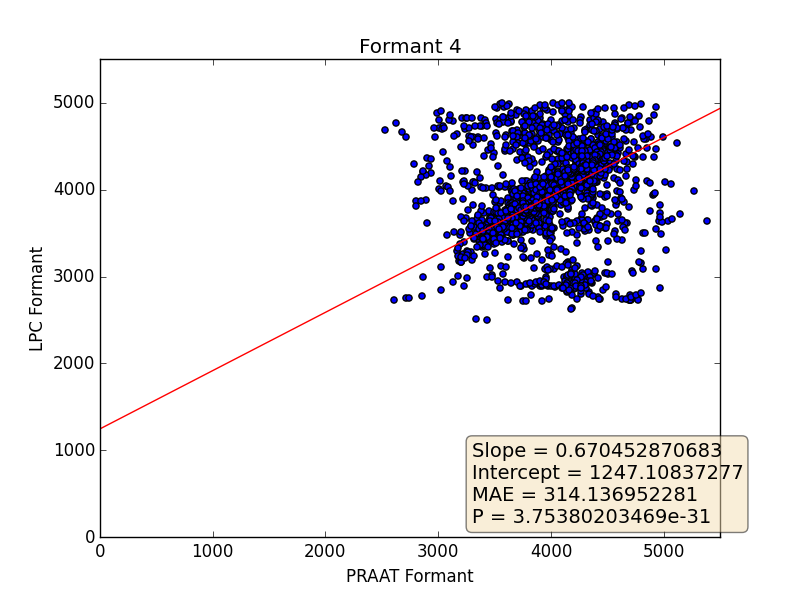 Formant 4
5000
4000
3000
2000
1000
0
LPC Formant
Slope = 0.670452870683
Intercept = 1247.10837277
MAE = 314.136952281
P = 3.75380203469e-31
0 1000 2000 3000 4000 5000
PRAAT Formant